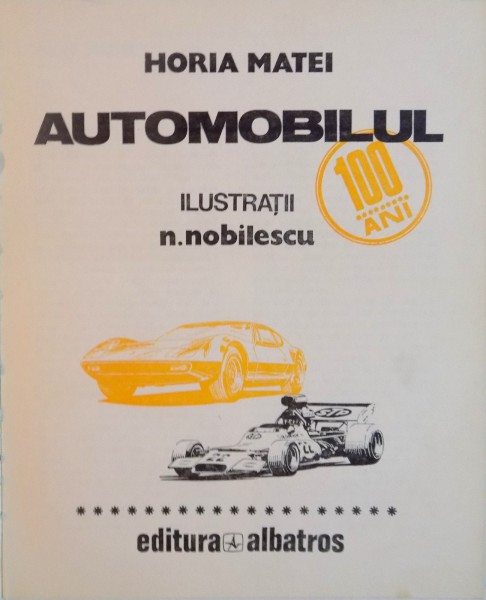 HORIA MATEI
AUTOMOBILUL
100
ANI
ILUSTRAȚII
n.nobilescu
editura albatros